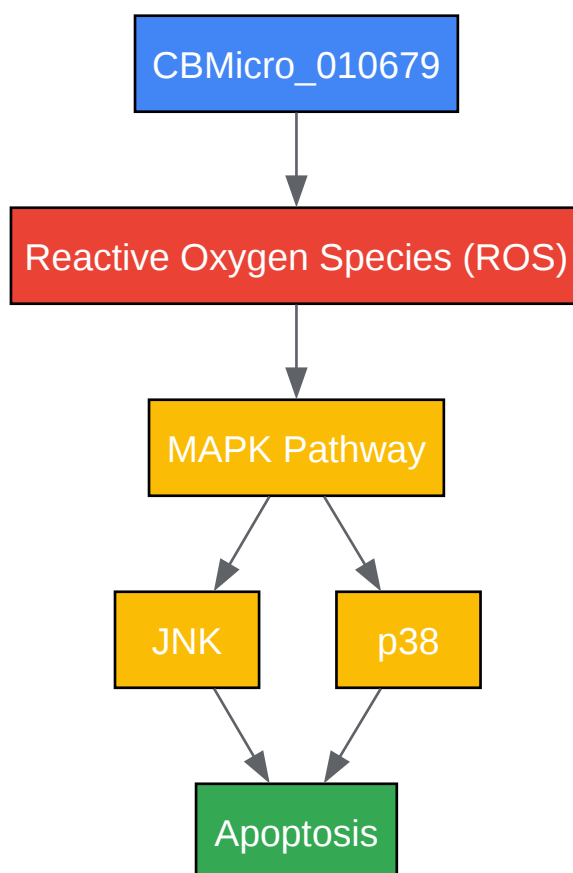 CBMicro_010679
Reactive Oxygen Species (ROS)
MAPK Pathway
JNK
p38
Apoptosis